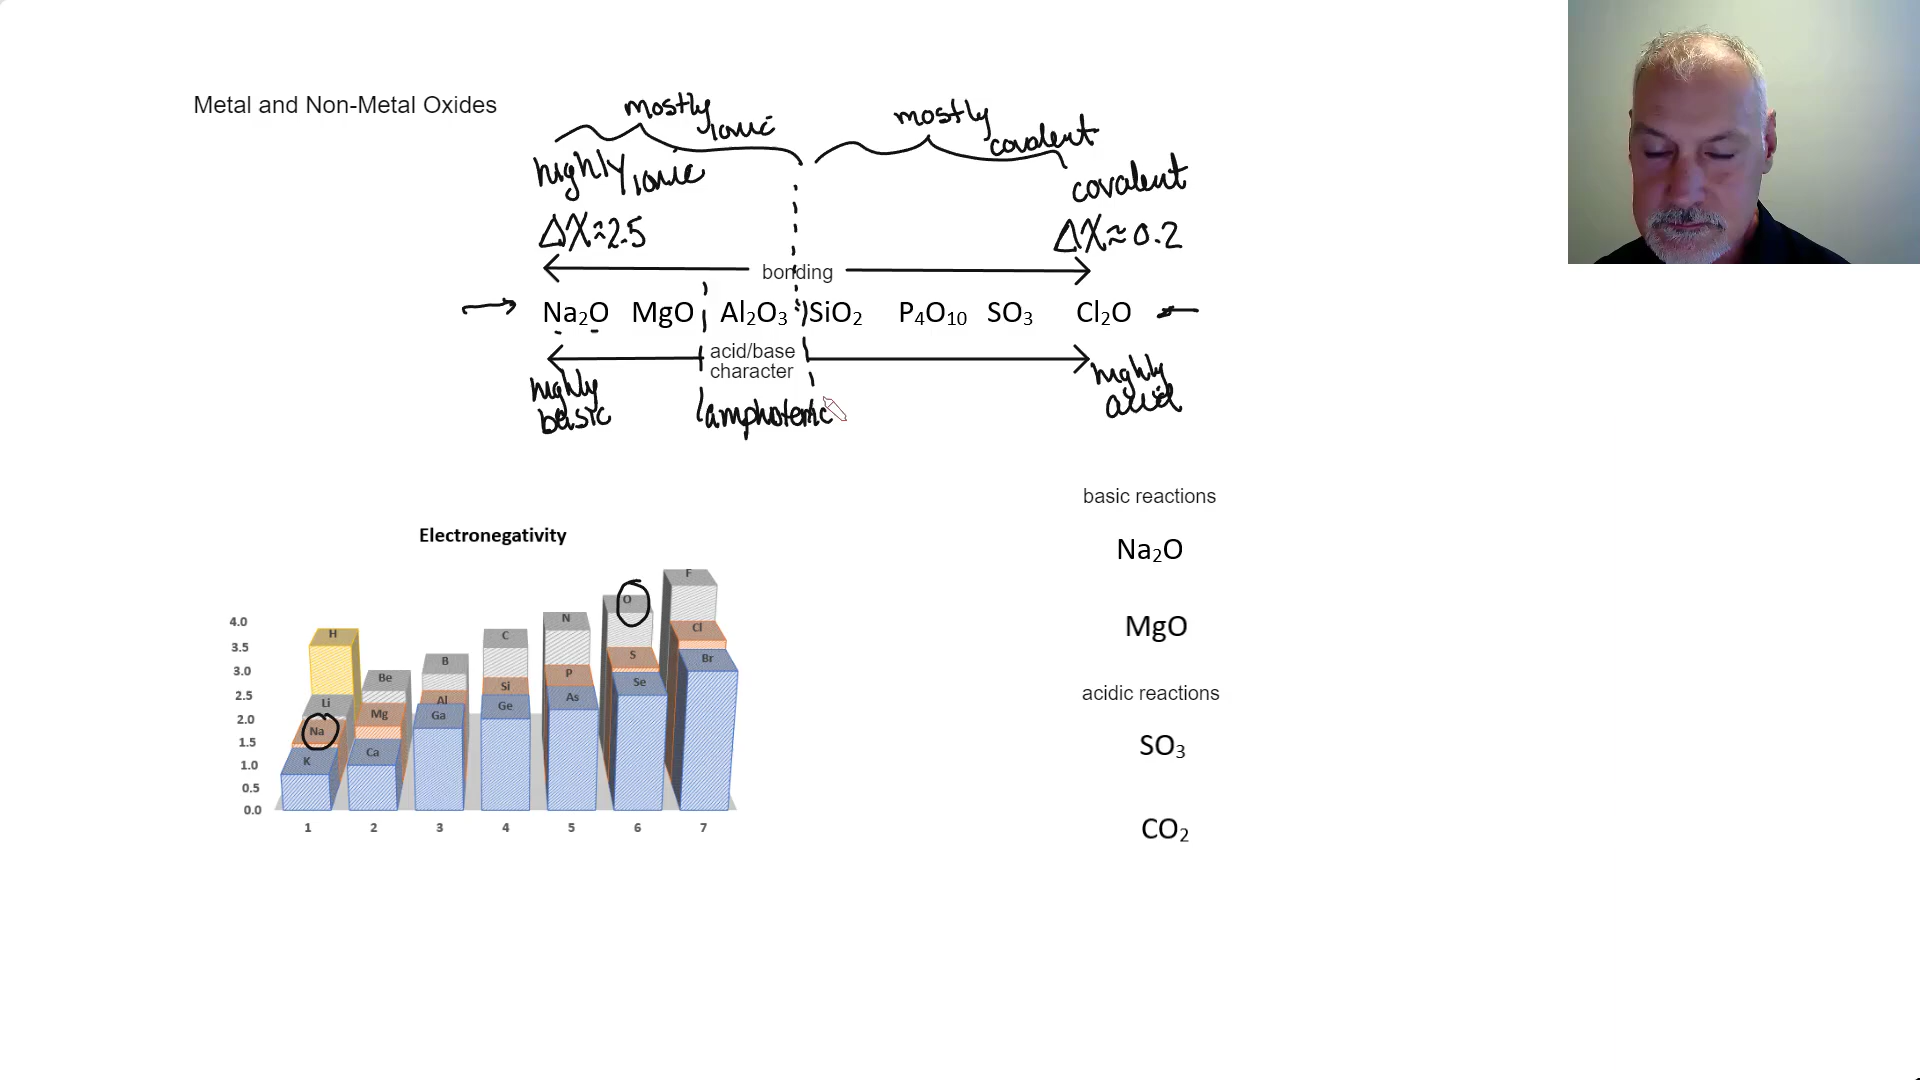 Metal and Non-Metal Oxides
mostly ionic
mostly covalent
highly ionic
covalent
ΔX≈2.5
ΔX≈0.2
bonding
Na₂O MgO Al₂O₃ SiO₂ P₄O₁₀ SO₃ Cl₂O
acid/base
character
highly
basic
amphoteric
highly
acid
basic reactions
Na₂O
MgO
acidic reactions
SO₃
CO₂
Electronegativity
4.0
3.5
3.0
2.5
2.0
1.5
1.0
0.5
0.0
H
Li
Na
K
Be
Mg
Ca
B
Al
Ga
C
Si
Ge
N
P
As
O
S
Se
F
Cl
Br
1 2 3 4 5 6 7